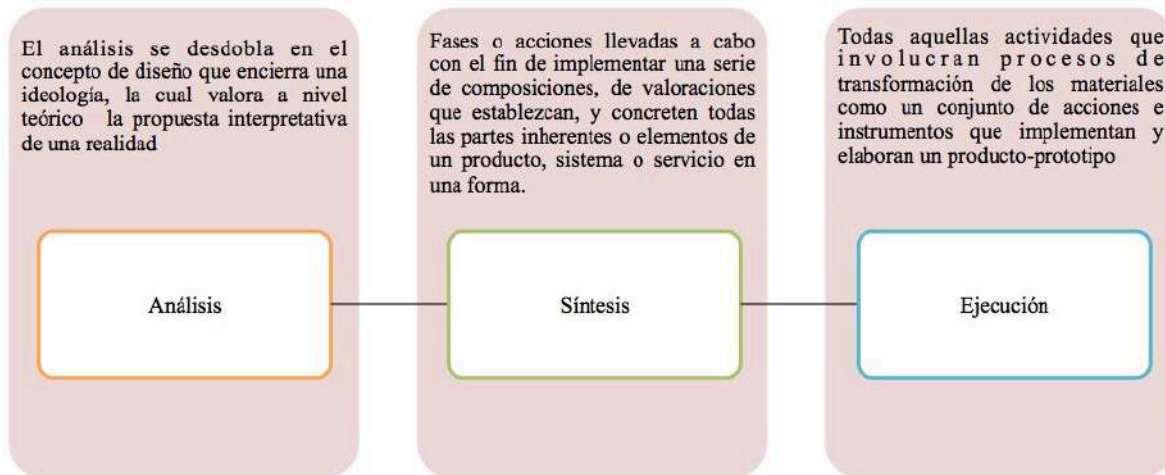 El análisis se desdobla en el
concepto de diseño que encierra una
ideología, la cual valora a nivel
teórico la propuesta interpretativa
de una realidad
Análisis
Fases o acciones llevadas a cabo
con el fin de implementar una serie
de composiciones, de valoraciones
que establezcan, y concreten todas
las partes inherentes o elementos de
un producto, sistema o servicio en
una forma.
Síntesis
Todas aquellas actividades que
involucran procesos de
transformación de los materiales
como un conjunto de acciones e
instrumentos que implementan y
elaboran un producto-prototipo
Ejecución